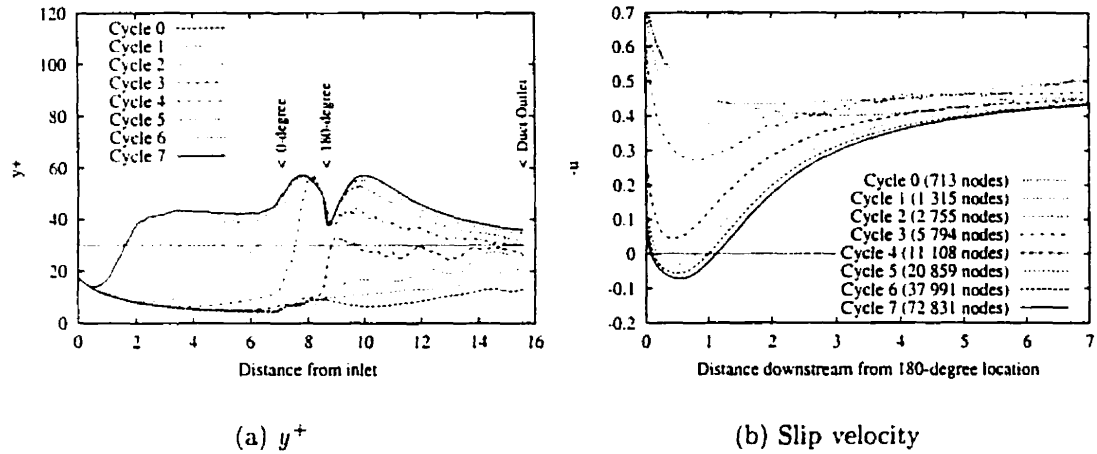 120
100
80
60
40
20
0
y+
Cycle 0
Cycle 1
Cycle 2
Cycle 3
Cycle 4
Cycle 5
Cycle 6
Cycle 7
< 0-degree
< 180-degree
< Duct Outlet
0 2 4 6 8 10 12 14 16
Distance from inlet
(a) y+
0.7
0.6
0.5
0.4
0.3
0.2
0.1
0
-0.1
-0.2
-u
Cycle 0 (713 nodes)
Cycle 1 (1 315 nodes)
Cycle 2 (2 755 nodes)
Cycle 3 (5 794 nodes)
Cycle 4 (11 108 nodes)
Cycle 5 (20 859 nodes)
Cycle 6 (37 991 nodes)
Cycle 7 (72 831 nodes)
0 1 2 3 4 5 6 7
Distance downstream from 180-degree location
(b) Slip velocity